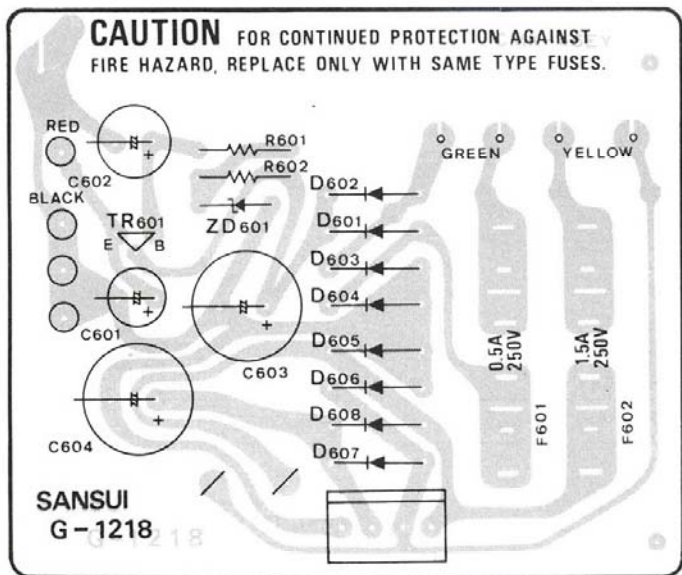 CAUTION FOR CONTINUED PROTECTION AGAINST
FIRE HAZARD, REPLACE ONLY WITH SAME TYPE FUSES.
RED
C602
R601
R602
GREEN
YELLOW
BLACK
TR601
E B
ZD601
D602
D601
D603
D604
D605
D606
D608
D607
C601
C603
C604
0.5A
250V
1.5A
250V
F601
F602
SANSUI
G-1218
G-1218